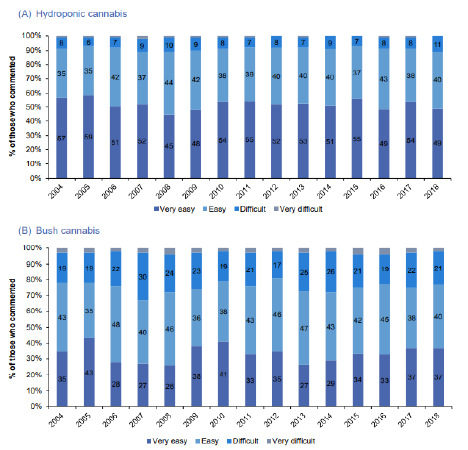 (A) Hydroponic cannabis
% of those who commented
100%
90%
80%
70%
60%
50%
40%
30%
20%
10%
0%
8 7 9 10 9 8 7 8 7 9 7 8 8 11
35 35 42 37 44 42 39 40 40 40 37 43 38 40
57 59 51 52 45 48 54 55 52 53 51 49 54 49
2004 2005 2006 2007 2008 2009 2010 2011 2012 2013 2014 2015 2016 2017 2018
Very easy Easy Difficult Very difficult
(B) Bush cannabis
% of those who commented
100%
90%
80%
70%
60%
50%
40%
30%
20%
10%
0%
19 22 30 24 23 19 21 17 26 21 19 22 21
43 35 48 40 46 36 38 43 46 47 43 42 45 38 40
35 43 28 27 26 38 41 33 35 27 29 34 33 37 37
2004 2005 2006 2007 2008 2009 2010 2011 2012 2013 2014 2015 2016 2017 2018
Very easy Easy Difficult Very difficult